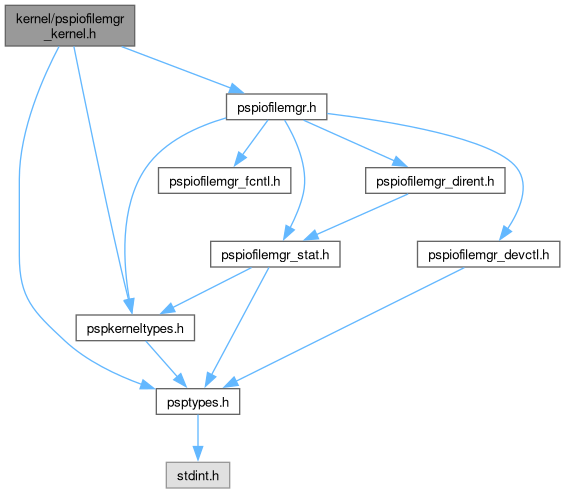 kernel/pspiofilemgr
_kernel.h
pspiofilemgr.h
pspiofilemgr_fcntl.h
pspiofilemgr_dirent.h
pspiofilemgr_stat.h
pspiofilemgr_devctl.h
pspkerneltypes.h
psptypes.h
stdint.h